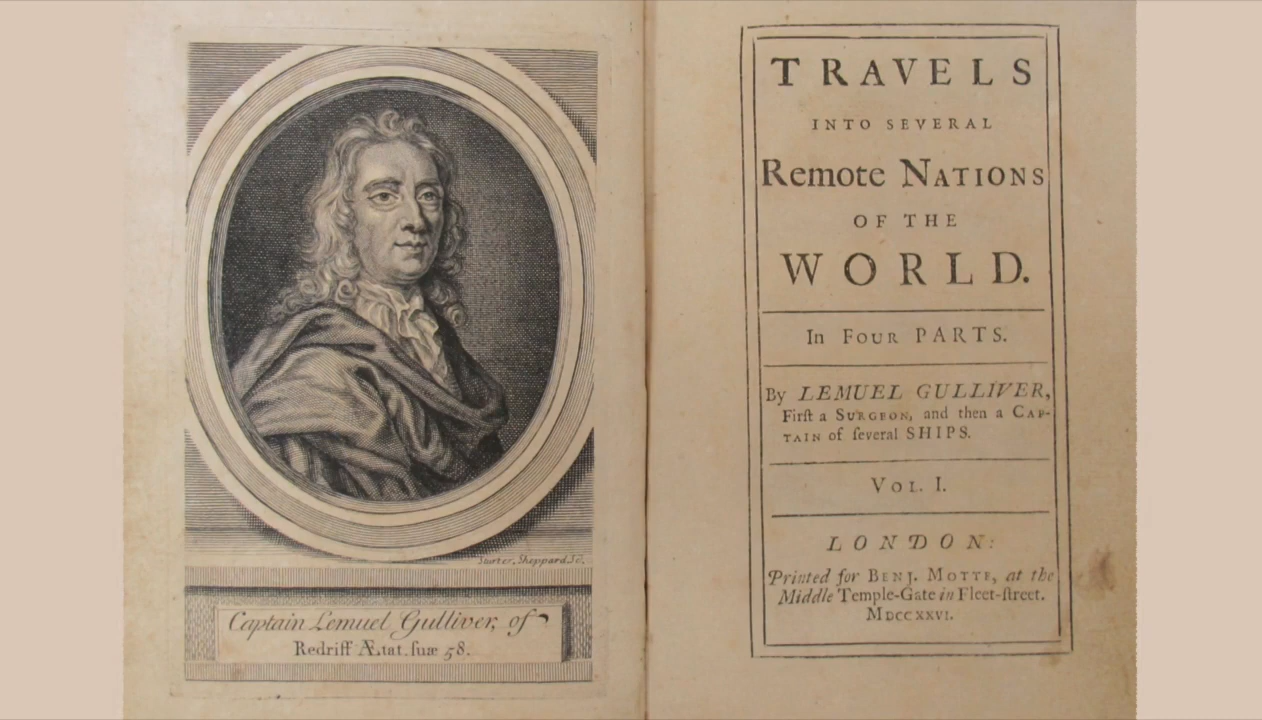 Sturt et. Sheppard. Sc.
Captain Lemuel Gulliver, of
Redriff Ætat. suæ 58.
TRAVELS
INTO SEVERAL
Remote NATIONS
OF THE
WORLD.
In FOUR PARTS.
By LEMUEL GULLIVER,
Firſt a SURGEON, and then a CAP-
TAIN of ſeveral SHIPS.
VOL. I.
LONDON:
Printed for BENJ. MOTTE, at the
Middle Temple-Gate in Fleet-ſtreet.
MDCCXXVI.